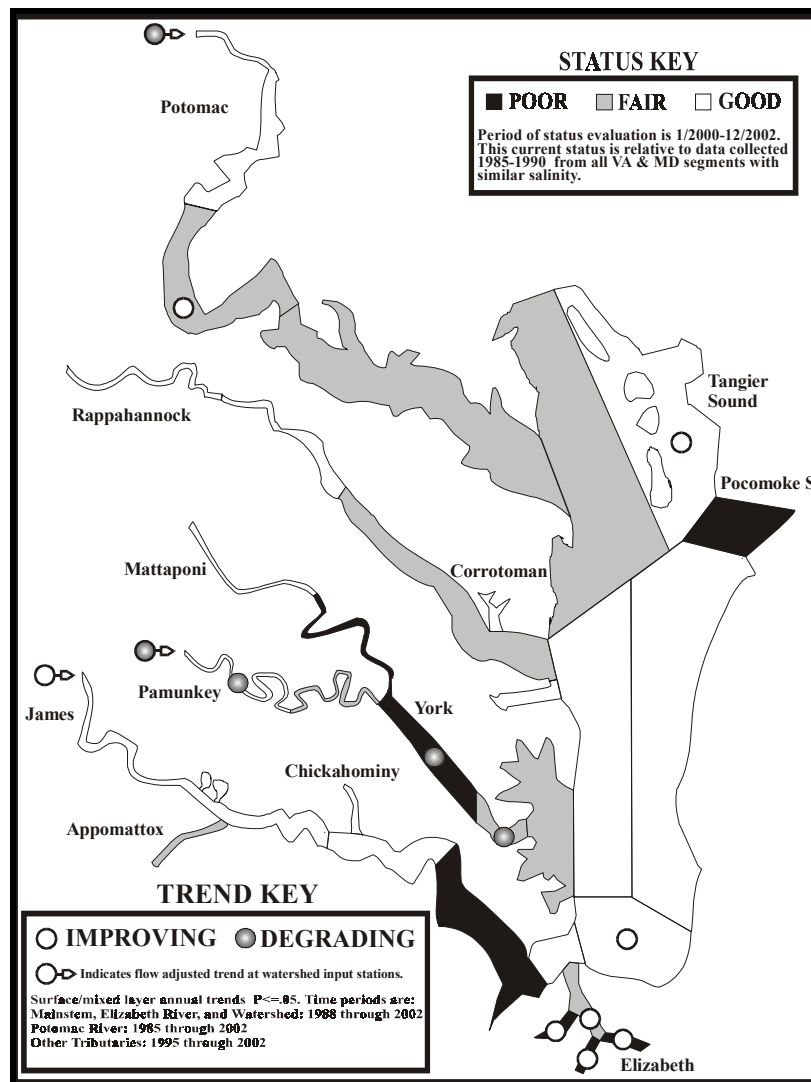 STATUS KEY
POOR FAIR GOOD
Period of status evaluation is 1/2000-12/2002.
This current status is relative to data collected
1985-1990 from all VA & MD segments with
similar salinity.
Potomac
Rappahannock
Tangier
Sound
Pocomoke S
Mattaponi
Corrotoman
Pamunkey
James
York
Chickahominy
Appomattox
Elizabeth
TREND KEY
IMPROVING DEGRADING
Indicates flow adjusted trend at watershed input stations.
Surface/mixed layer annual trends P<=.05. Time periods are:
Mainstem, Elizabeth River, and Watershed: 1988 through 2002
Potomac River: 1985 through 2002
Other Tributaries: 1995 through 2002